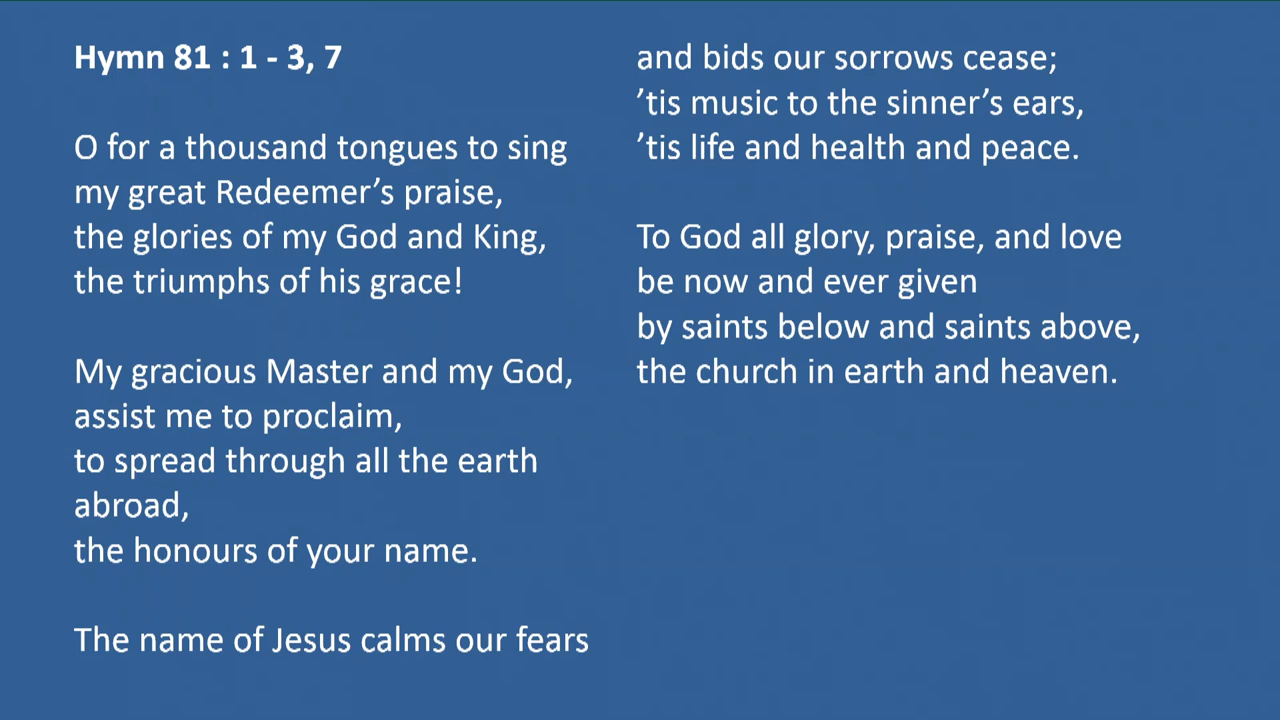 Hymn 81 : 1 - 3, 7

O for a thousand tongues to sing
my great Redeemer’s praise,
the glories of my God and King,
the triumphs of his grace!

My gracious Master and my God,
assist me to proclaim,
to spread through all the earth
abroad,
the honours of your name.

The name of Jesus calms our fears
and bids our sorrows cease;
’tis music to the sinner’s ears,
’tis life and health and peace.

To God all glory, praise, and love
be now and ever given
by saints below and saints above,
the church in earth and heaven.